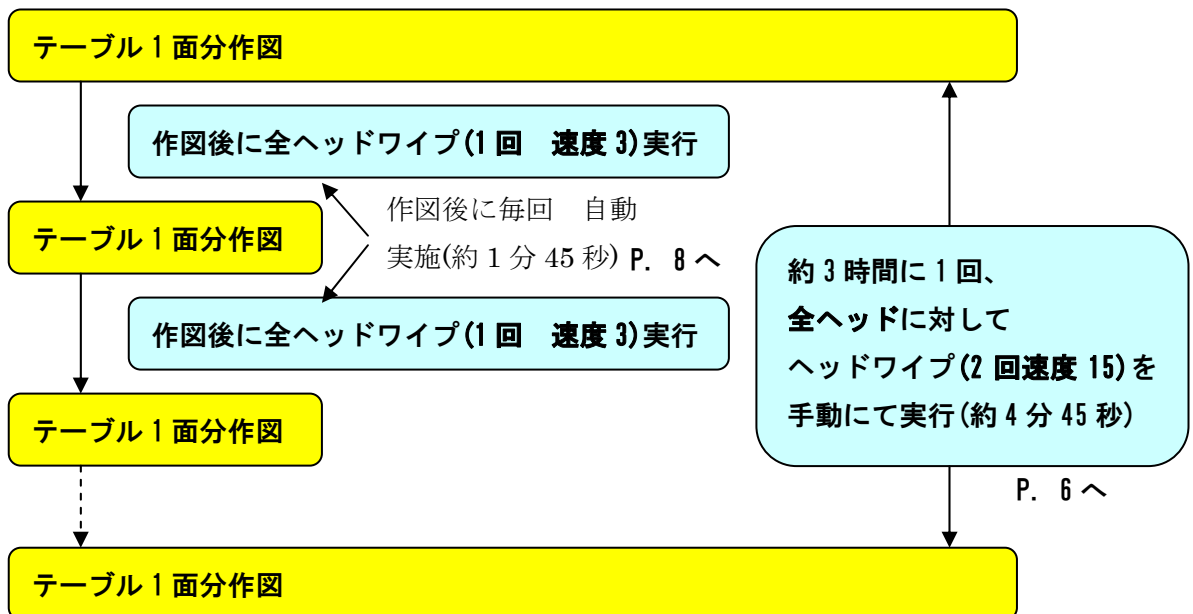 テーブル1面分作図
作図後に全ヘッドワイプ(1回　速度3)実行
作図後に毎回　自動
実施(約1分45秒) P. 8へ
テーブル1面分作図
作図後に全ヘッドワイプ(1回　速度3)実行
約3時間に1回、
全ヘッドに対して
ヘッドワイプ(2回速度15)を
手動にて実行(約4分45秒)
テーブル1面分作図
P. 6へ
テーブル1面分作図